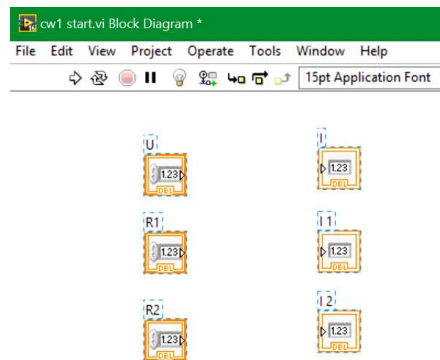 cw1 start.vi Block Diagram *
File Edit View Project Operate Tools Window Help
15pt Application Font
U I
1.23 1.23
DBL DBL
R1 I 1
1.23 1.23
DBL DBL
R2 I 2
1.23 1.23
DBL DBL